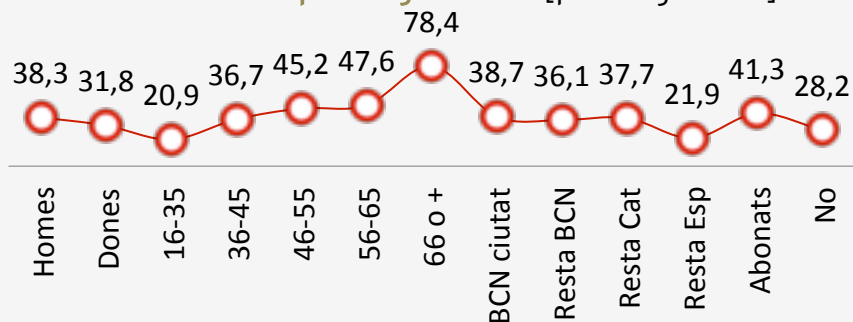 78,4
38,3 31,8 20,9 36,7 45,2 47,6 38,7 36,1 37,7 21,9 41,3 28,2
Homes
Dones
16-35
36-45
46-55
56-65
66 o +
BCN ciutat
Resta BCN
Resta Cat
Resta Esp
Abonats
No